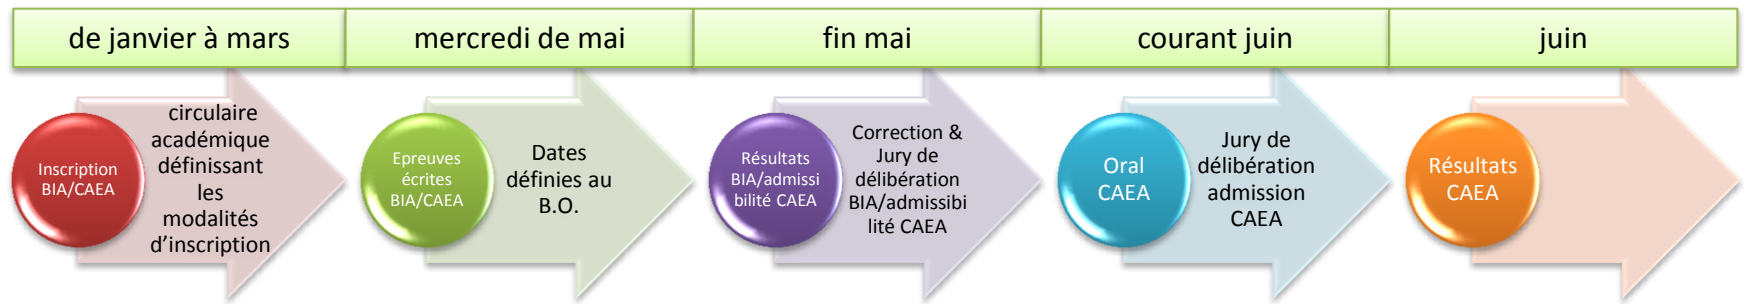 de janvier à mars
mercredi de mai
fin mai
courant juin
juin
Inscription
BIA/CAEA
circulaire
académique
définissant
les
modalités
d'inscription
Epreuves
écrites
BIA/CAEA
Dates
définies au
B.O.
Résultats
BIA/admissi
bilité CAEA
Correction &
Jury de
délibération
BIA/admissibi
lité CAEA
Oral
CAEA
Jury de
délibération
admission
CAEA
Résultats
CAEA